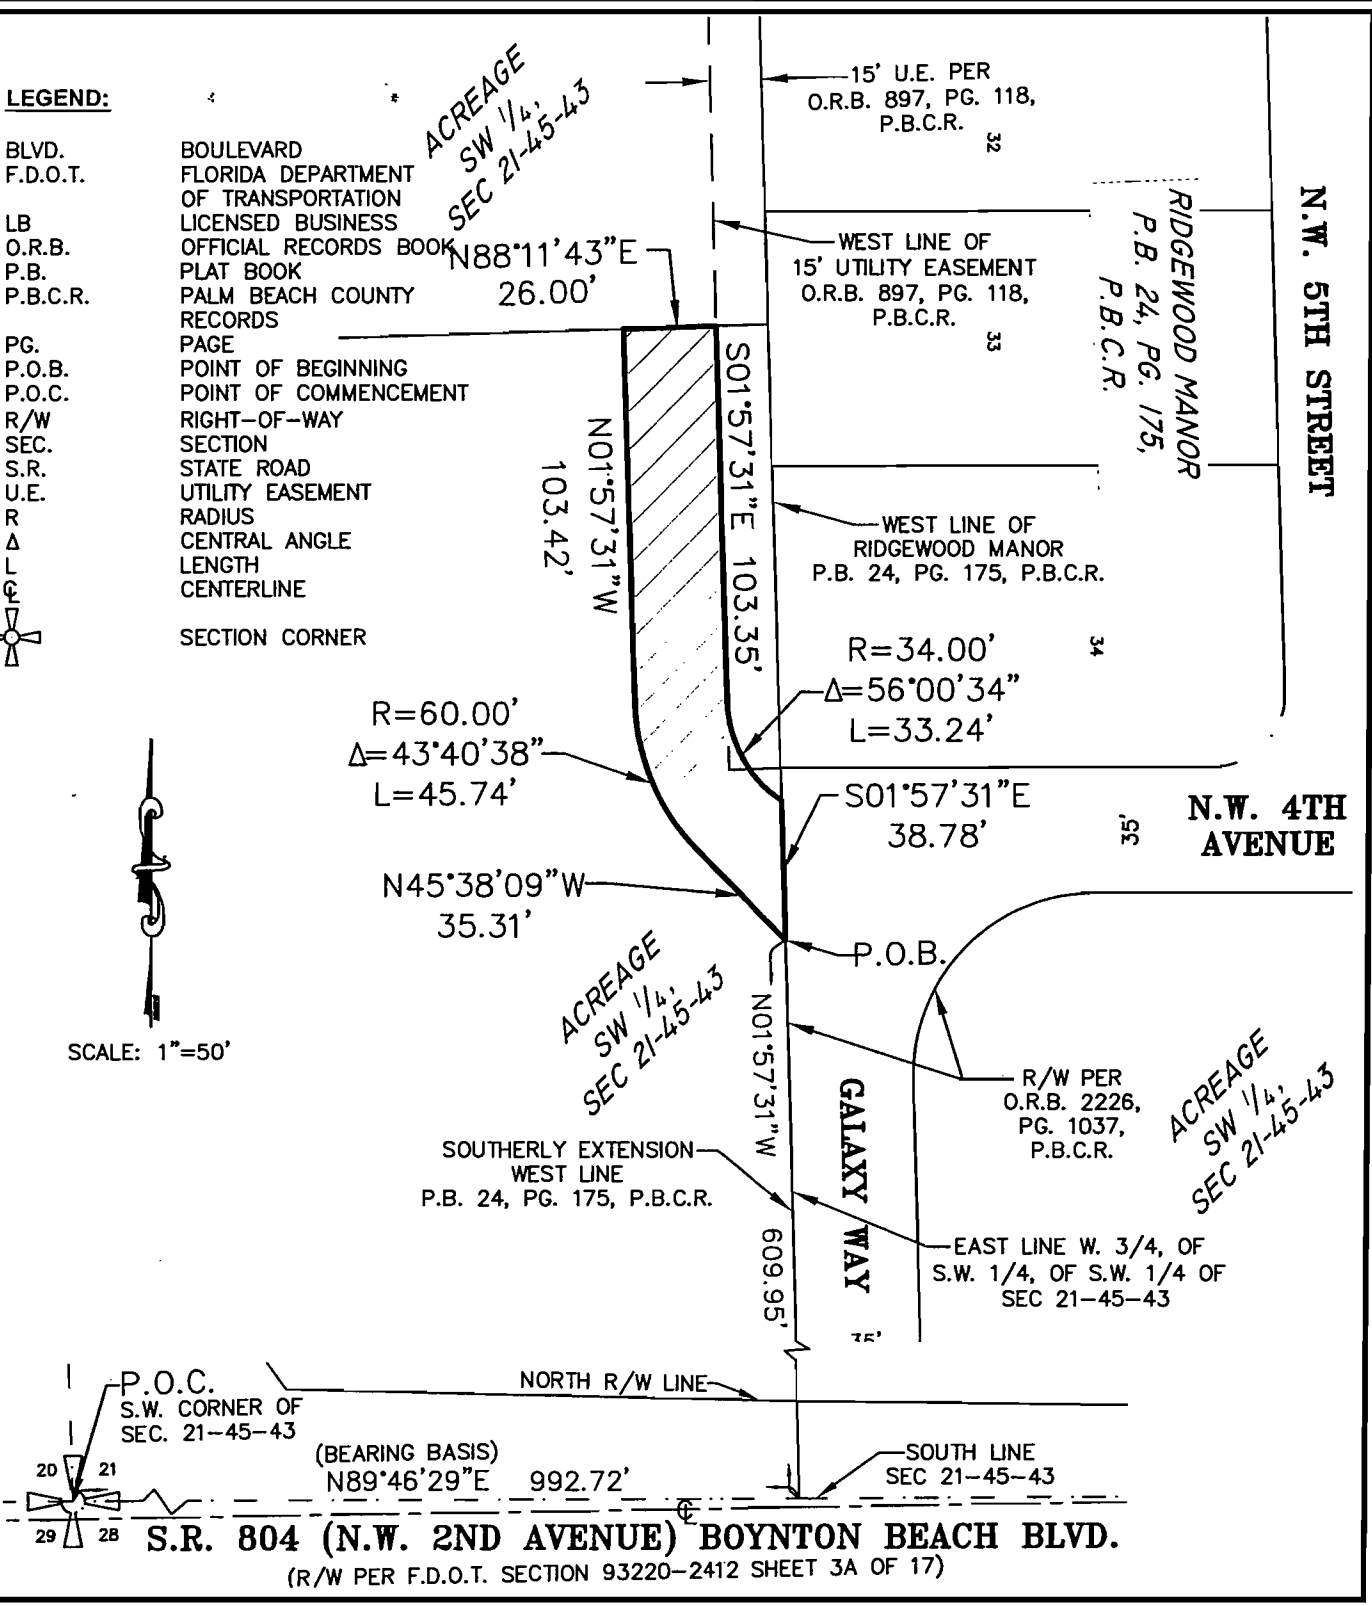 LEGEND:
BLVD. BOULEVARD
F.D.O.T. FLORIDA DEPARTMENT
OF TRANSPORTATION
LB LICENSED BUSINESS
O.R.B. OFFICIAL RECORDS BOOK
P.B. PLAT BOOK
P.B.C.R. PALM BEACH COUNTY
RECORDS
PG. PAGE
P.O.B. POINT OF BEGINNING
P.O.C. POINT OF COMMENCEMENT
R/W RIGHT-OF-WAY
SEC. SECTION
S.R. STATE ROAD
U.E. UTILITY EASEMENT
R RADIUS
Δ CENTRAL ANGLE
L LENGTH
℄ CENTERLINE
SECTION CORNER
ACREAGE
SW 1/4,
SEC 21-45-43
15' U.E. PER
O.R.B. 897, PG. 118,
P.B.C.R.
32
N88°11'43"E
26.00'
WEST LINE OF
15' UTILITY EASEMENT
O.R.B. 897, PG. 118,
P.B.C.R.
33
RIDGEWOOD MANOR
P.B. 24, PG. 175,
P.B.C.R.
N.W. 5TH STREET
N01°57'31"W
103.42'
S01°57'31"E 103.35'
WEST LINE OF
RIDGEWOOD MANOR
P.B. 24, PG. 175, P.B.C.R.
34
R=34.00'
Δ=56°00'34"
L=33.24'
R=60.00'
Δ=43°40'38"
L=45.74'
S01°57'31"E
38.78'
35'
N.W. 4TH
AVENUE
N45°38'09"W
35.31'
P.O.B.
ACREAGE
SW 1/4,
SEC 21-45-43
SCALE: 1"=50'
N01°57'31"W 609.95'
GALAXY WAY
35'
R/W PER
O.R.B. 2226,
PG. 1037,
P.B.C.R.
ACREAGE
SW 1/4,
SEC 21-45-43
SOUTHERLY EXTENSION
WEST LINE
P.B. 24, PG. 175, P.B.C.R.
EAST LINE W. 3/4, OF
S.W. 1/4, OF S.W. 1/4 OF
SEC 21-45-43
P.O.C.
S.W. CORNER OF
SEC. 21-45-43
NORTH R/W LINE
20 21
29 28
(BEARING BASIS)
N89°46'29"E 992.72'
SOUTH LINE
SEC 21-45-43
℄
S.R. 804 (N.W. 2ND AVENUE) BOYNTON BEACH BLVD.
(R/W PER F.D.O.T. SECTION 93220-2412 SHEET 3A OF 17)